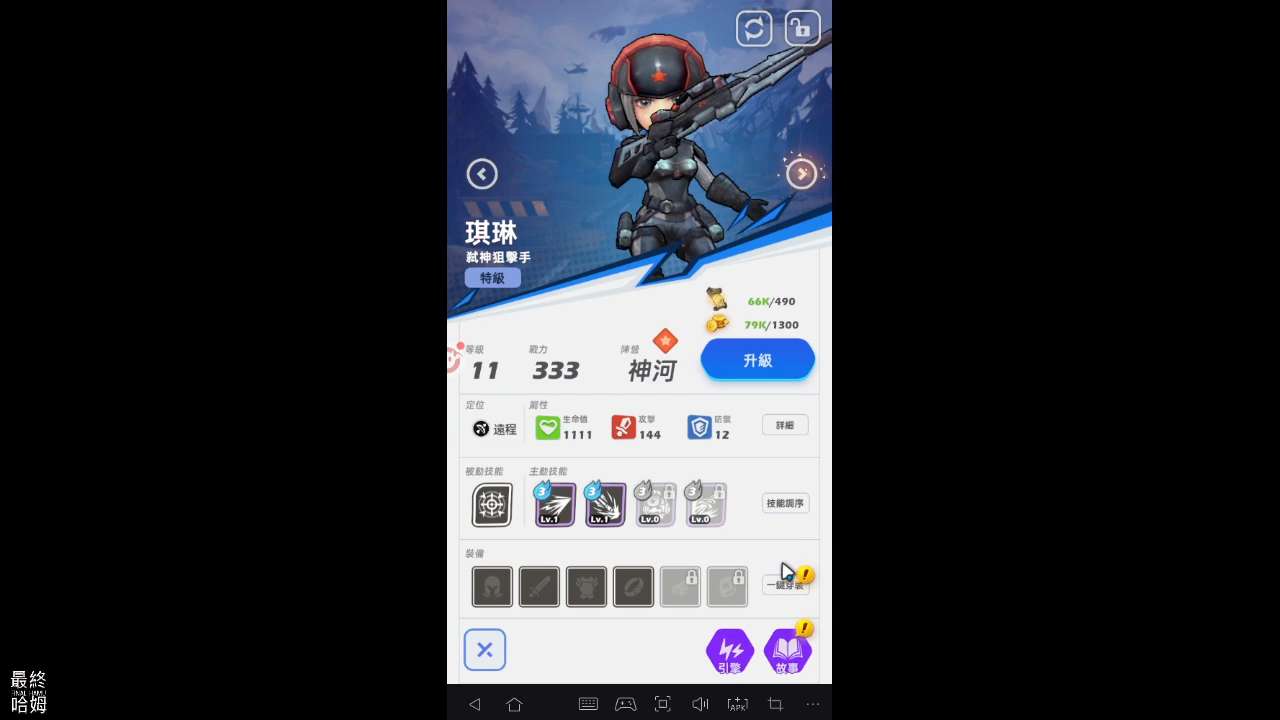 琪琳
弒神狙擊手
特級
66K/490
79K/1300
升級
等級
11
戰力
333
陣營
神河
定位
遠程
屬性
生命值
1111
攻擊
144
防禦
12
詳細
被動技能
主動技能
3
Lv.1
3
Lv.1
3
Lv.0
3
Lv.0
技能調序
裝備
一鍵穿裝
引擎
故事
APK
最終
哈姆